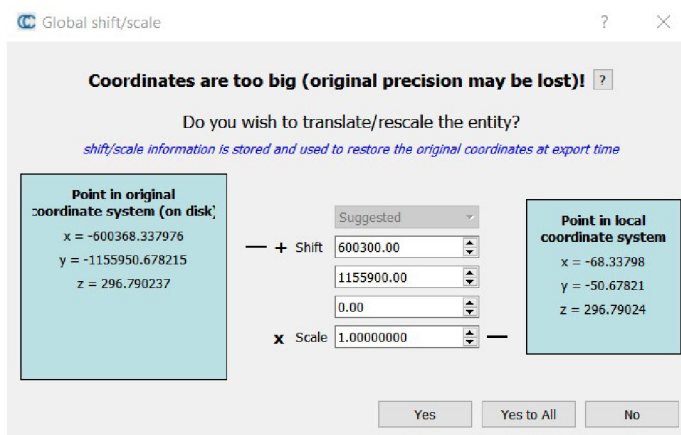 Global shift/scale
?
Coordinates are too big (original precision may be lost)! ?
Do you wish to translate/rescale the entity?
shift/scale information is stored and used to restore the original coordinates at export time
Point in original
coordinate system (on disk)
x = -600368.337976
y = -1155950.678215
z = 296.790237
Suggested
+ Shift 600300.00
1155900.00
0.00
x Scale 1.00000000
Point in local
coordinate system
x = -68.33798
y = -50.67821
z = 296.79024
Yes
Yes to All
No